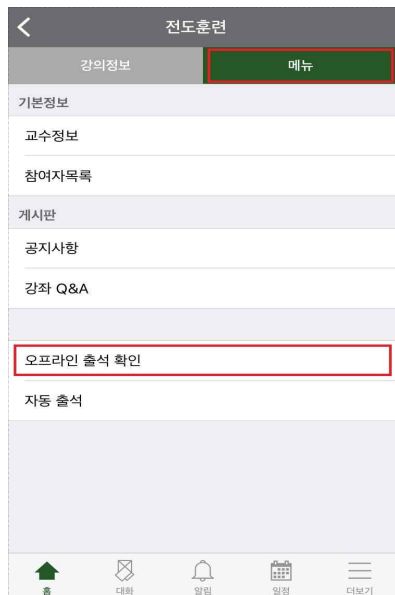 전도훈련
강의정보 메뉴
기본정보
교수정보
참여자목록
게시판
공지사항
강좌 Q&A
오프라인 출석 확인
자동 출석
홈 대화 알림 일정 더보기